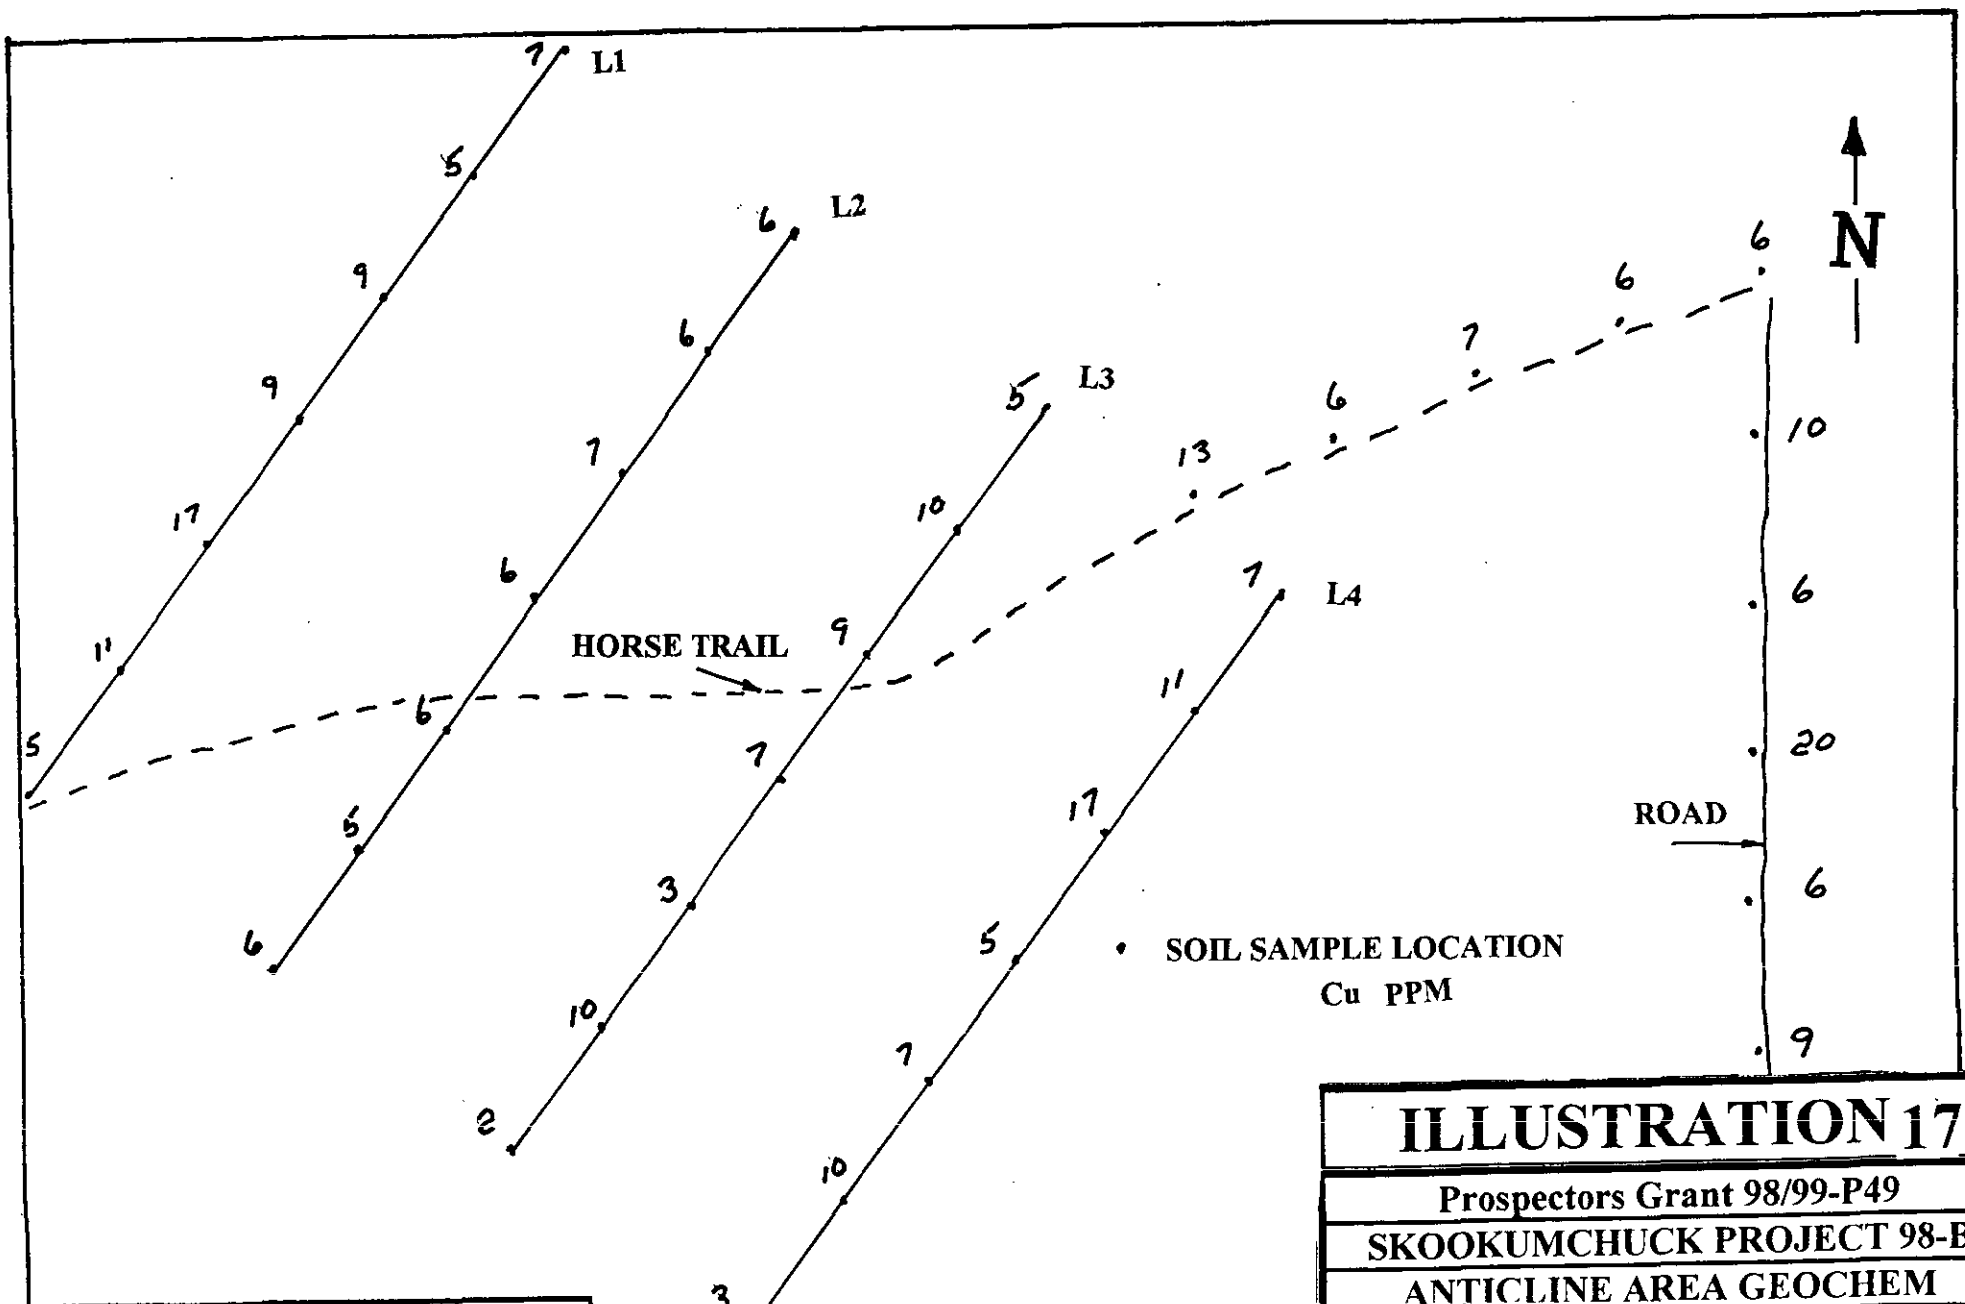 7 L1
5
6 L2
9
6
6
6
6
7
5 L3
9
6
10
7
13
10
17
6
7 L4
6
HORSE TRAIL
9
11
11
6
5
7
20
17
ROAD
5
3
6
6
5
SOIL SAMPLE LOCATION
Cu PPM
10
7
9
2
ILLUSTRATION 17
10
Prospectors Grant 98/99-P49
SKOOKUMCHUCK PROJECT 98-B
ANTICLINE AREA GEOCHEM
3
N